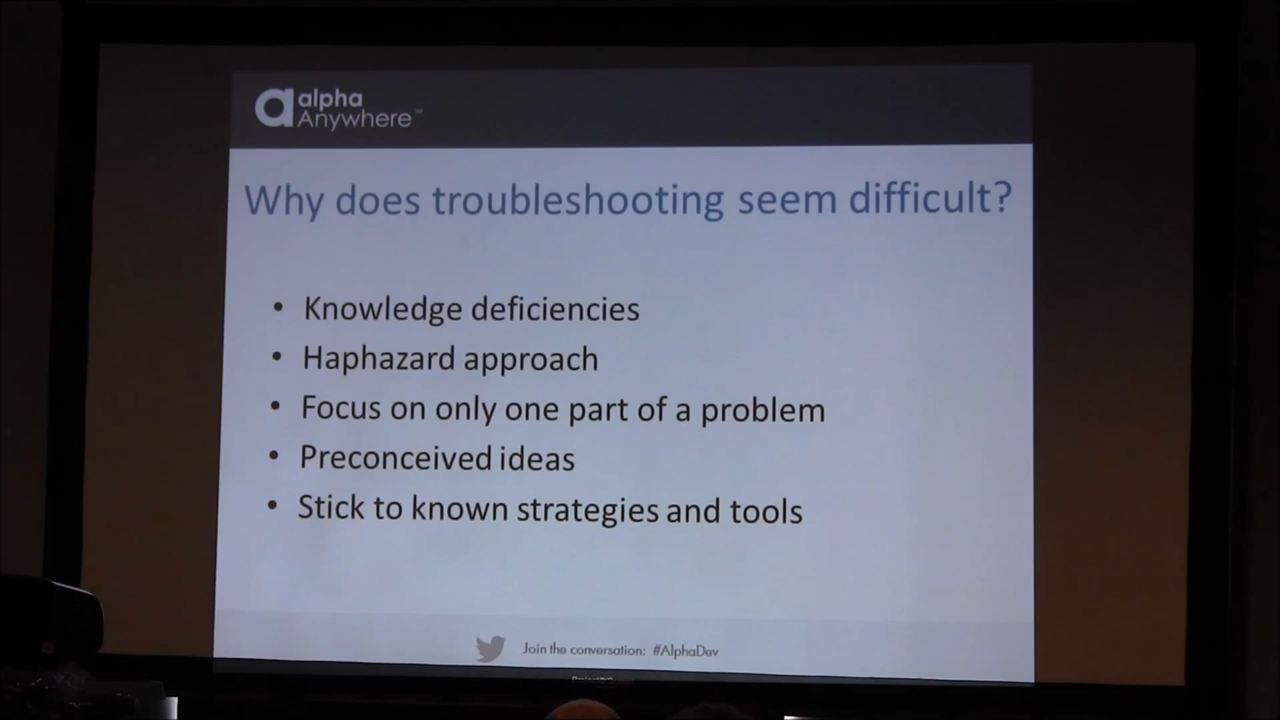 alpha
Anywhere™
Why does troubleshooting seem difficult?
• Knowledge deficiencies
• Haphazard approach
• Focus on only one part of a problem
• Preconceived ideas
• Stick to known strategies and tools
Join the conversation: #AlphaDev